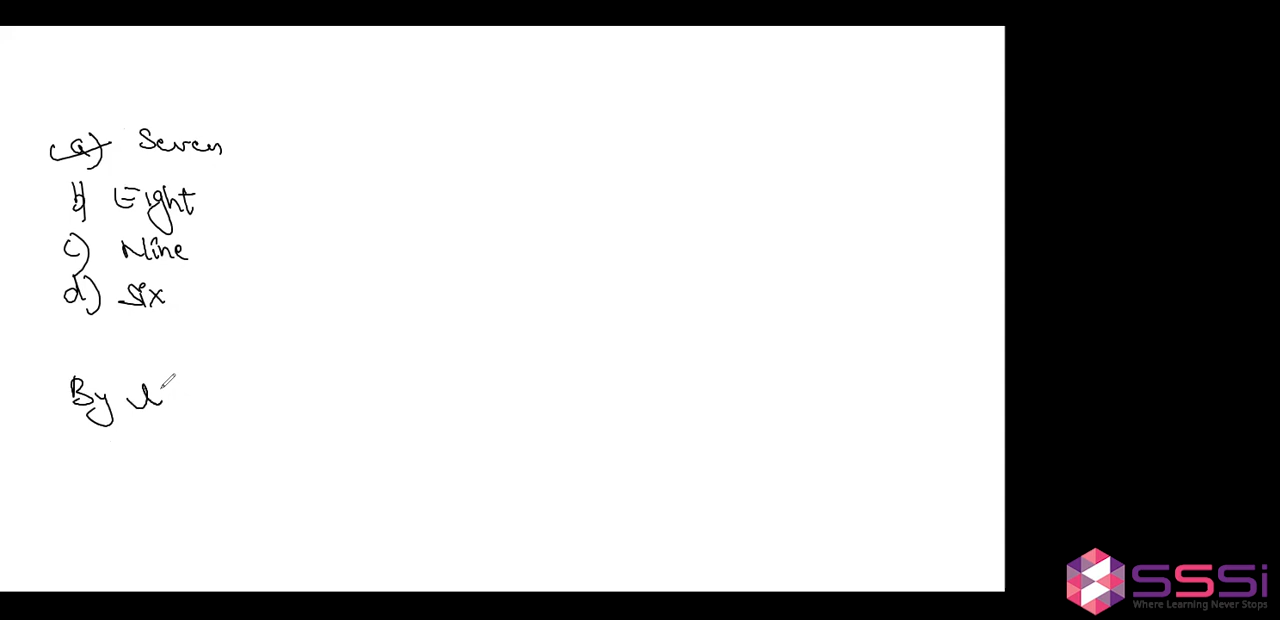 (a) Seven
b) Eight
c) Nine
d) Six
By
SSSi
Where Learning Never Stops